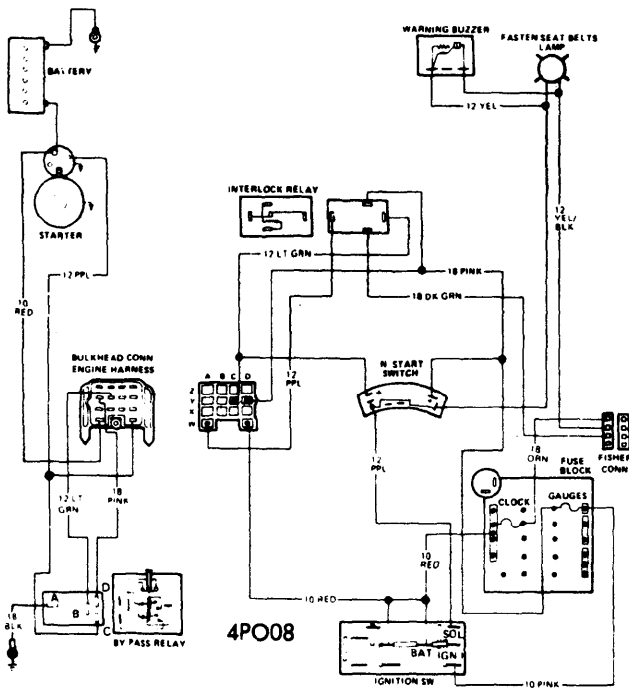 WARNING BUZZER
FASTEN SEAT BELTS
LAMP
BATTERY
12 YEL
INTERLOCK RELAY
STARTER
12
YEL/
BLK
12 LT GRN
12 PPL
18 PINK
18 DK GRN
10
RED
BULKHEAD CONN
ENGINE HARNESS
A B C D
Z
Y
X
W
12
PPL
N START
SWITCH
12
PPL
18
ORN
FUSE
BLOCK
FISHER
CONN
CLOCK
GAUGES
12 LT
GRN
18
PINK
10
RED
A
B
C
D
18
BLK
BY PASS RELAY
10 RED
4PO08
SOL
BAT
IGN I
IGNITION SW
10 PINK